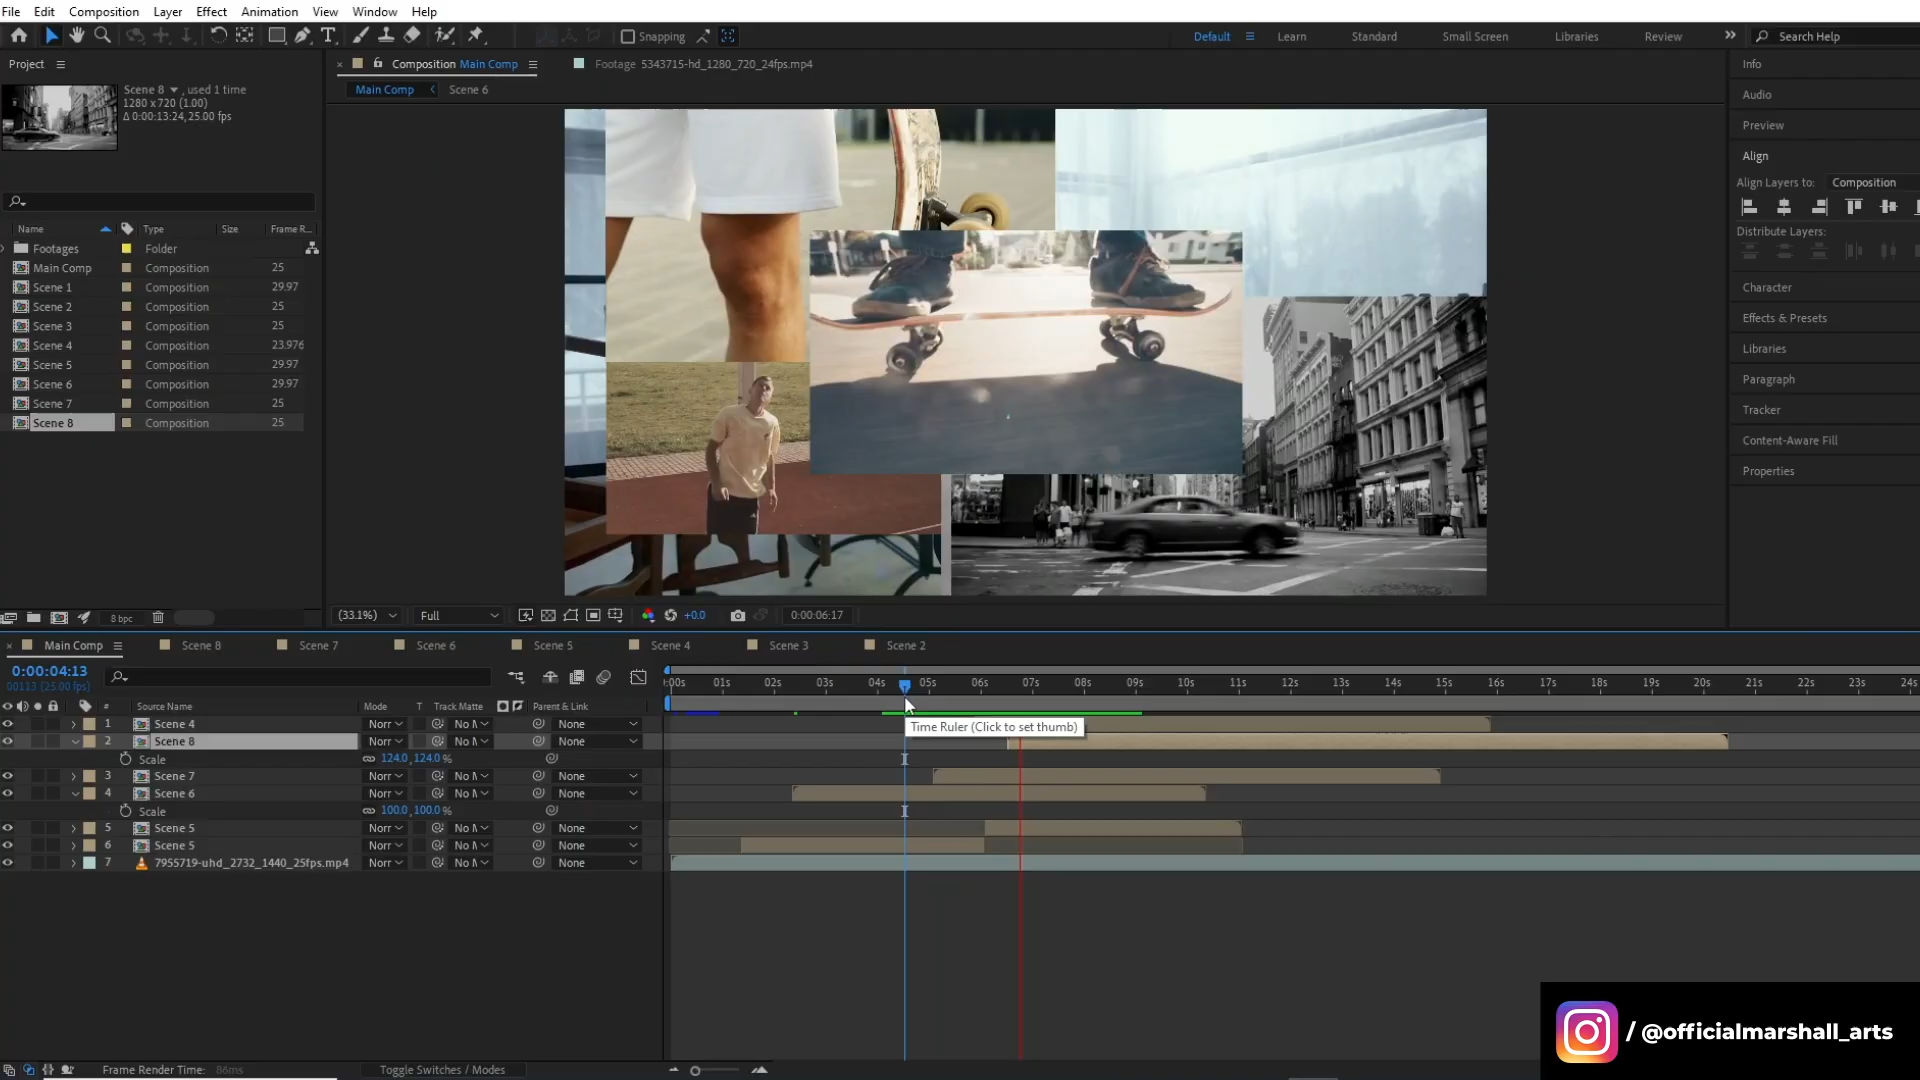 File Edit Composition Layer Effect Animation View Window Help
Snapping
Default Learn Standard Small Screen Libraries Review Search Help
Project
Scene 8 , used 1 time
1280 x 720 (1.00)
Δ 0:00:13:24, 25.00 fps
Composition Main Comp Footage 5343715-hd_1280_720_24fps.mp4
Main Comp Scene 6
Name Type Size Frame R...
Footages Folder
Main Comp Composition 25
Scene 1 Composition 29.97
Scene 2 Composition 25
Scene 3 Composition 25
Scene 4 Composition 23.976
Scene 5 Composition 29.97
Scene 6 Composition 29.97
Scene 7 Composition 25
Scene 8 Composition 25
8 bpc
(33.1%) Full +0.0 0:00:06:17
Info
Audio
Preview
Align
Align Layers to: Composition
Distribute Layers:
Character
Effects & Presets
Libraries
Paragraph
Tracker
Content-Aware Fill
Properties
Main Comp Scene 8 Scene 7 Scene 6 Scene 5 Scene 4 Scene 3 Scene 2
0:00:04:13
00113 (25.00 fps)
:00s 01s 02s 03s 04s 05s 06s 07s 08s 09s 10s 11s 12s 13s 14s 15s 16s 17s 18s 19s 20s 21s 22s 23s 24s
# Source Name Mode T Track Matte Parent & Link
1 Scene 4 Norr No M None
Time Ruler (Click to set thumb)
2 Scene 8 Norr No M None
Scale 124.0, 124.0 %
3 Scene 7 Norr No M None
4 Scene 6 Norr No M None
Scale 100.0, 100.0 %
5 Scene 5 Norr No M None
6 Scene 5 Norr No M None
7 7955719-uhd_2732_1440_25fps.mp4 Norr No M None
Frame Render Time: 86ms Toggle Switches / Modes
/ @officialmarshall_arts